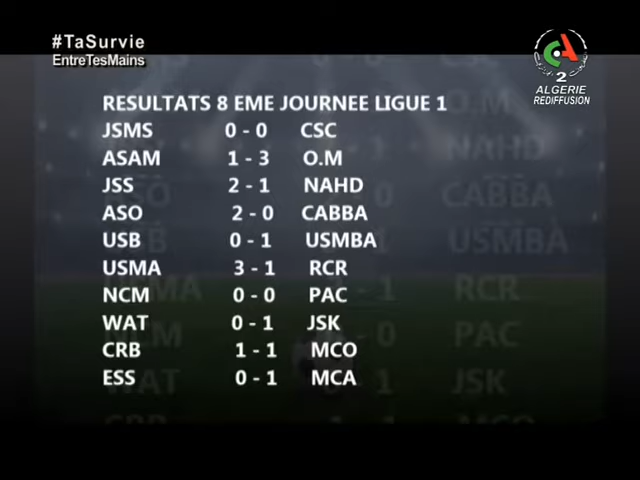 #TaSurvie
EntreTesMains
2
ALGERIE
REDIFFUSION
RESULTATS 8 EME JOURNEE LIGUE 1
JSMS 0 - 0 CSC
ASAM 1 - 3 O.M
JSS 2 - 1 NAHD
ASO 2 - 0 CABBA
USB 0 - 1 USMBA
USMA 3 - 1 RCR
NCM 0 - 0 PAC
WAT 0 - 1 JSK
CRB 1 - 1 MCO
ESS 0 - 1 MCA